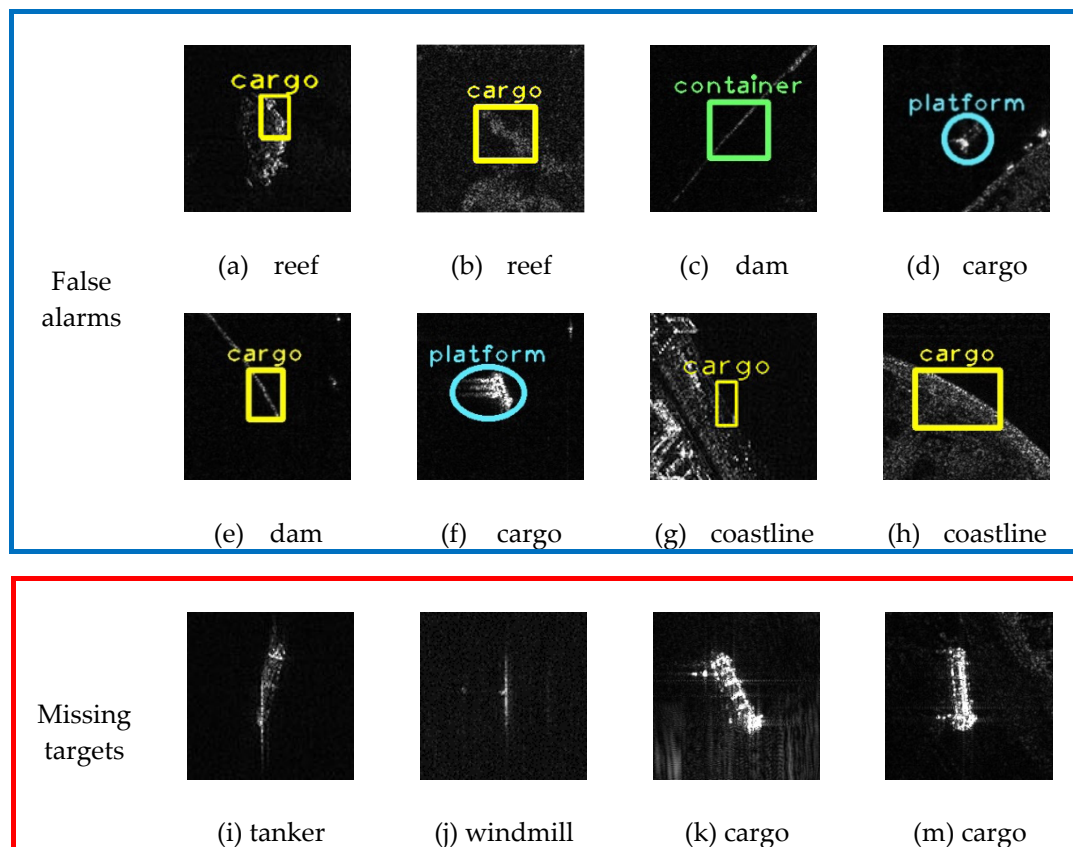 cargo
cargo
container
platform
(a) reef
(b) reef
(c) dam
(d) cargo
False
alarms
cargo
platform
cargo
cargo
(e) dam
(f) cargo
(g) coastline
(h) coastline
Missing
targets
(i) tanker
(j) windmill
(k) cargo
(m) cargo